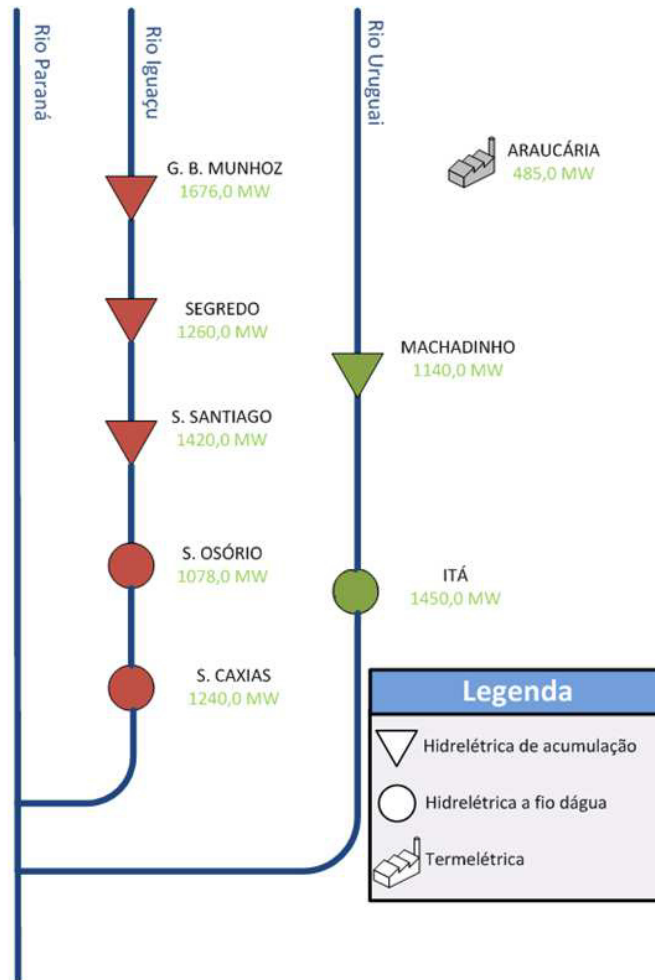 Rio Paraná
Rio Iguaçu
Rio Uruguai
G. B. MUNHOZ
1676,0 MW
ARAUCÁRIA
485,0 MW
SEGREDO
1260,0 MW
MACHADINHO
1140,0 MW
S. SANTIAGO
1420,0 MW
S. OSÓRIO
1078,0 MW
ITÁ
1450,0 MW
S. CAXIAS
1240,0 MW
Legenda
Hidrelétrica de acumulação
Hidrelétrica a fio dágua
Termelétrica